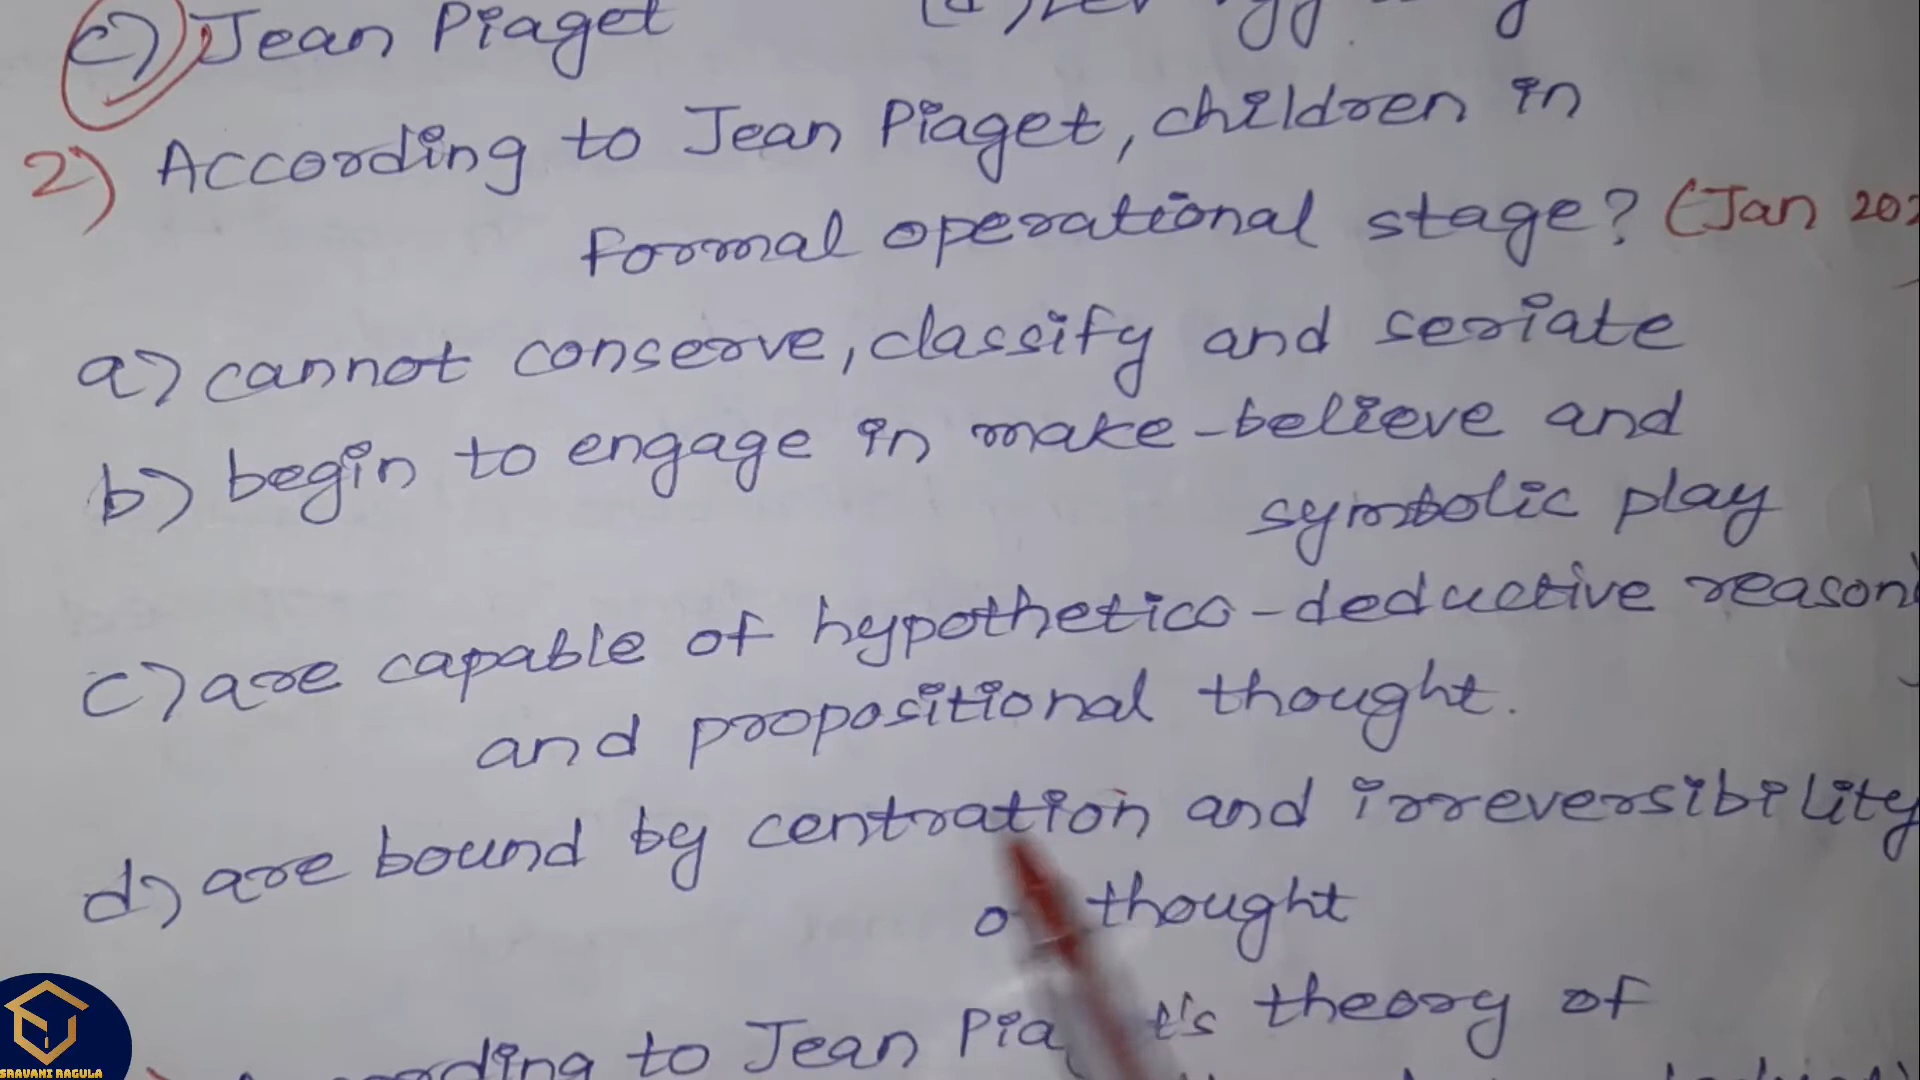 c) Jean Piaget
2) According to Jean Piaget, children in
formal operational stage? (Jan 202
a) cannot conserve, classify and seriate
b) begin to engage in make-believe and
symbolic play
c) are capable of hypothetico-deductive reason
and propositional thought.
d) are bound by centration and irreversibility
thought
to Jean theory of
SRAVANI RAGULA